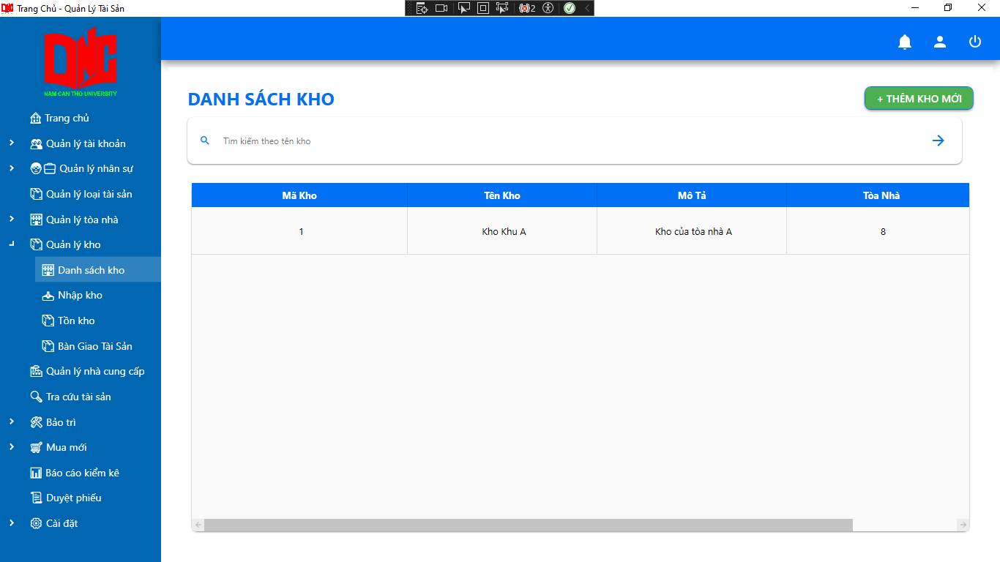 Trang Chủ - Quản Lý Tài Sản
2
DNC
NAM CAN THO UNIVERSITY
Trang chủ
Quản lý tài khoản
Quản lý nhân sự
Quản lý loại tài sản
Quản lý tòa nhà
Quản lý kho
Danh sách kho
Nhập kho
Tồn kho
Bàn Giao Tài Sản
Quản lý nhà cung cấp
Tra cứu tài sản
Bảo trì
Mua mới
Báo cáo kiểm kê
Duyệt phiếu
Cài đặt
DANH SÁCH KHO
+ THÊM KHO MỚI
Tìm kiếm theo tên kho
Mã Kho Tên Kho Mô Tả Tòa Nhà
1 Kho Khu A Kho của tòa nhà A 8